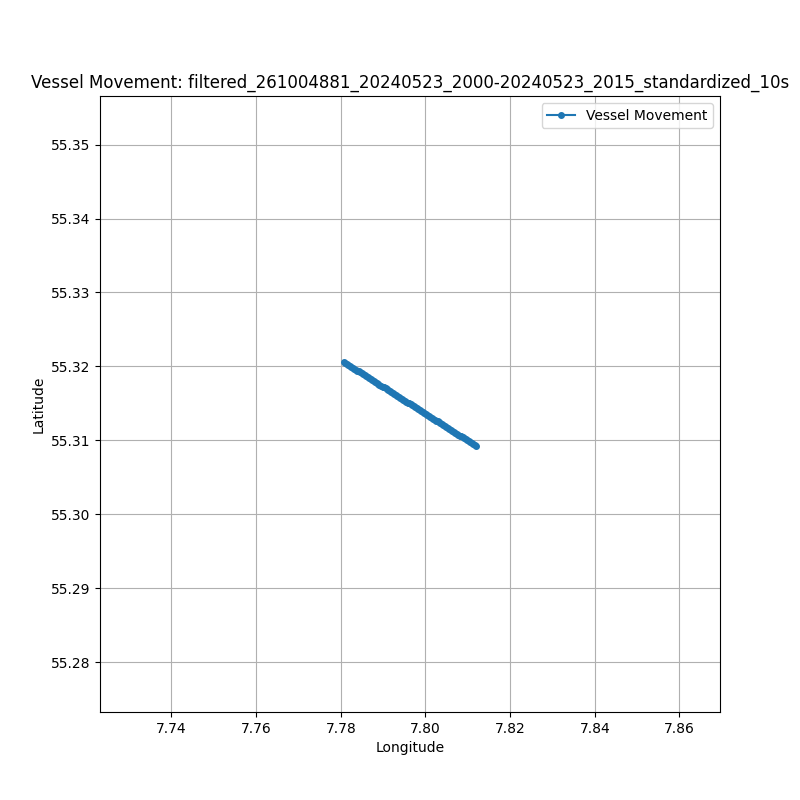 Vessel Movement: filtered_261004881_20240523_2000-20240523_2015_standardized_10s
Vessel Movement
55.35
55.34
55.33
55.32
55.31
55.30
55.29
55.28
Latitude
7.74 7.76 7.78 7.80 7.82 7.84 7.86
Longitude